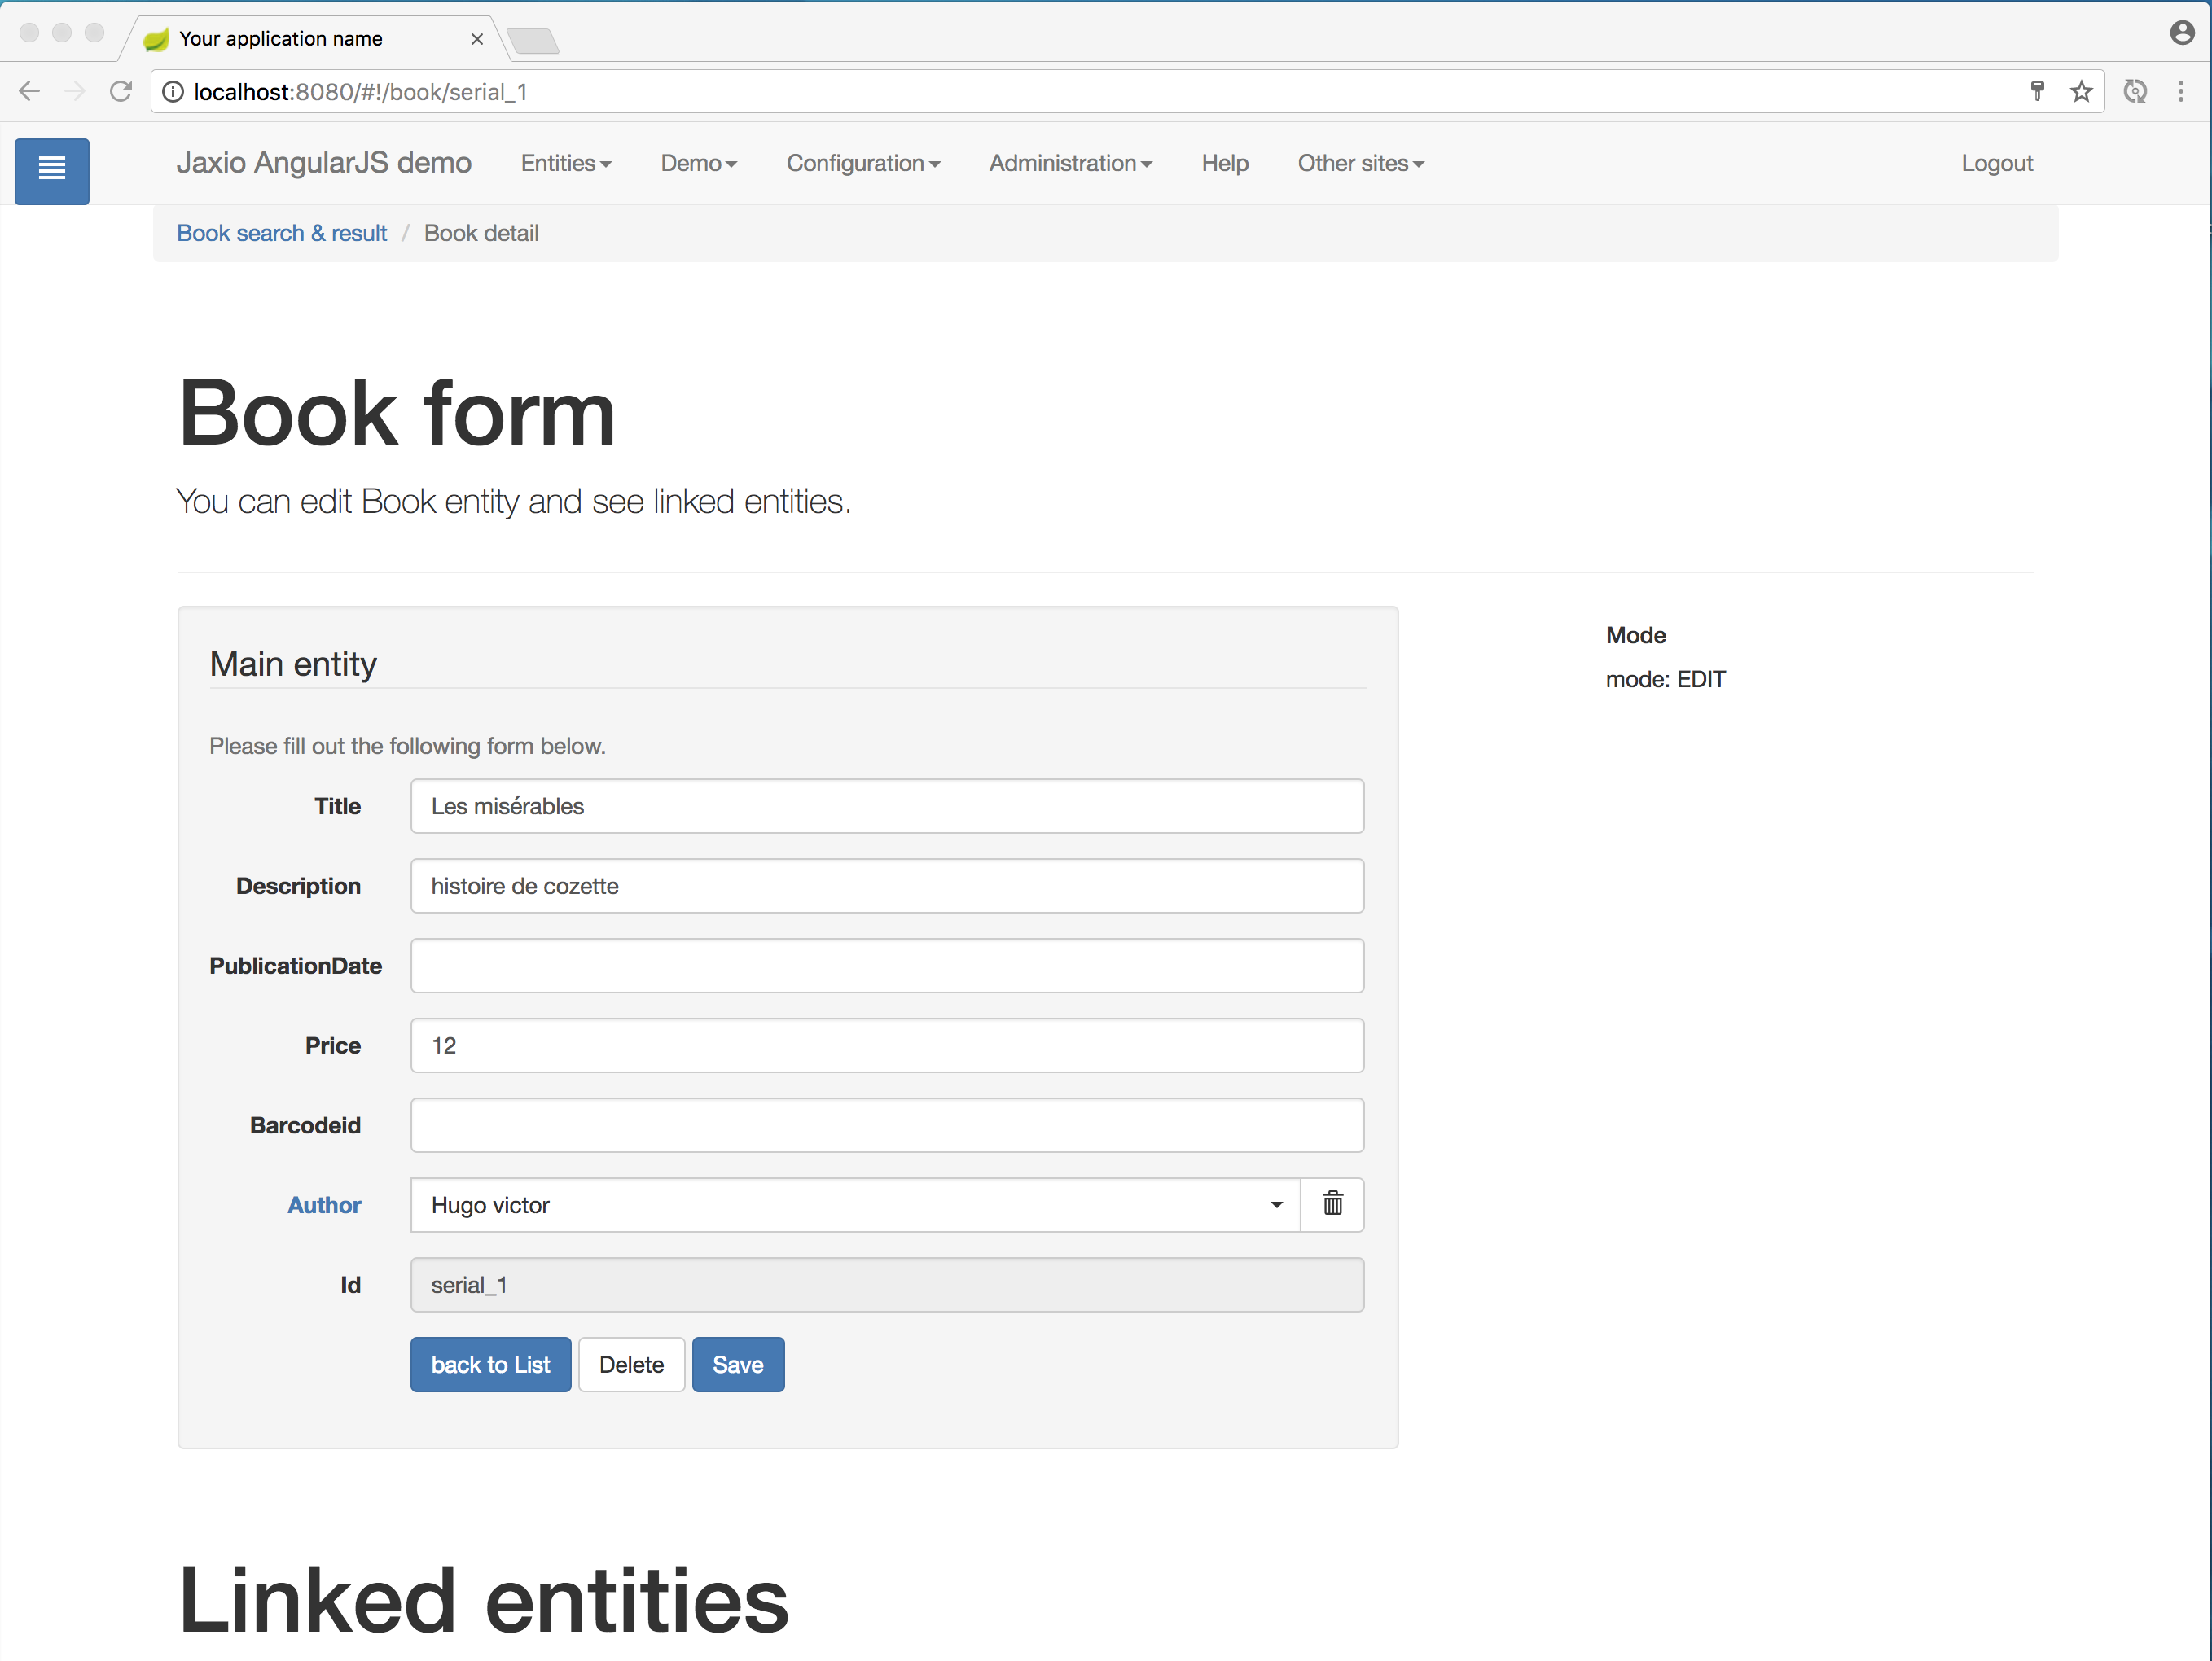 Your application name
localhost:8080/#!/book/serial_1
Jaxio AngularJS demo Entities Demo Configuration Administration Help Other sites Logout
Book search & result / Book detail
Book form
You can edit Book entity and see linked entities.
Main entity
Mode
mode: EDIT
Please fill out the following form below.
Title Les misérables
Description histoire de cozette
PublicationDate
Price 12
Barcodeid
Author Hugo victor
Id serial_1
back to List Delete Save
Linked entities